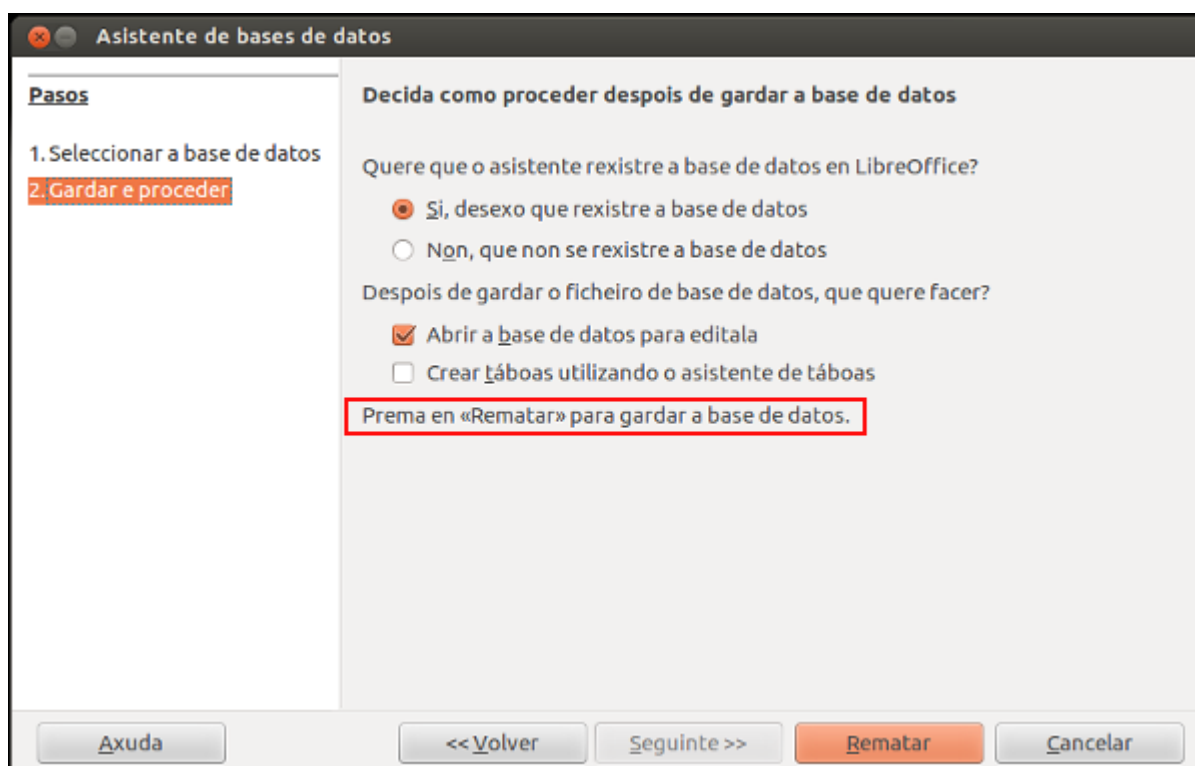 Asistente de bases de datos
Pasos
1. Seleccionar a base de datos
2. Gardar e proceder
Decida como proceder despois de gardar a base de datos
Quere que o asistente rexistre a base de datos en LibreOffice?
Si, desexo que rexistre a base de datos
Non, que non se rexistre a base de datos
Despois de gardar o ficheiro de base de datos, que quere facer?
Abrir a base de datos para editala
Crear táboas utilizando o asistente de táboas
Prema en «Rematar» para gardar a base de datos.
Axuda << Volver Seguinte >> Rematar Cancelar